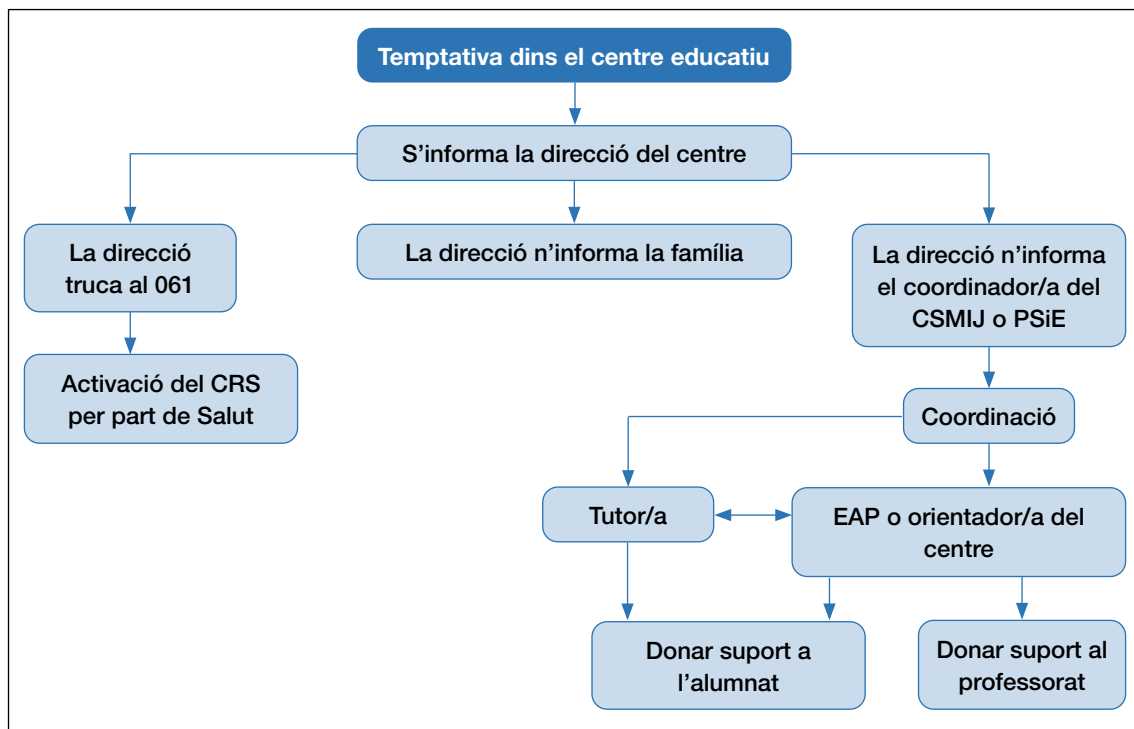 Temptativa dins el centre educatiu
S’informa la direcció del centre
La direcció
truca al 061
La direcció n’informa la família
La direcció n’informa
el coordinador/a del
CSMIJ o PSiE
Activació del CRS
per part de Salut
Coordinació
Tutor/a
EAP o orientador/a del
centre
Donar suport a
l’alumnat
Donar suport al
professorat